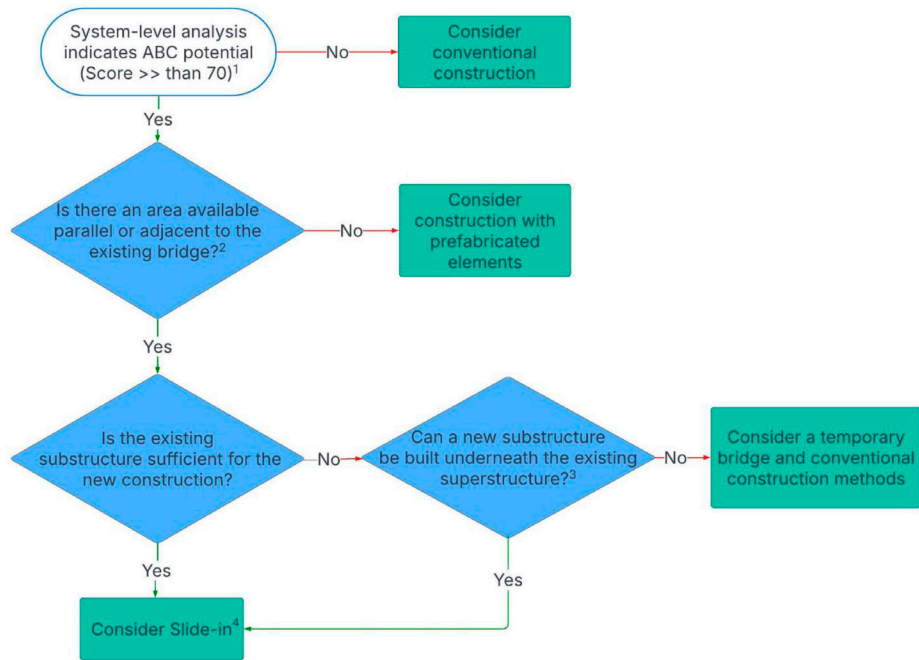 System-level analysis
indicates ABC potential
(Score >> than 70)¹
No
Consider
conventional
construction
Yes
Is there an area available
parallel or adjacent to the
existing bridge?²
No
Consider
construction with
prefabricated
elements
Yes
Is the existing
substructure sufficient for the
new construction?
No
Can a new substructure
be built underneath the existing
superstructure?³
No
Consider a temporary
bridge and conventional
construction methods
Yes
Yes
Consider Slide-in⁴